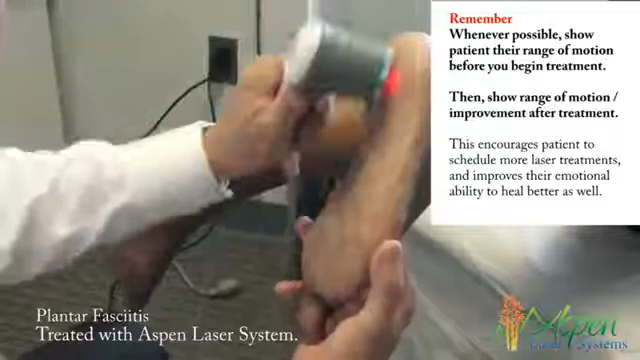 Remember
Whenever possible, show
patient their range of motion
before you begin treatment.
Then, show range of motion /
improvement after treatment.
This encourages patient to
schedule more laser treatments,
and improves their emotional
ability to heal better as well.
Plantar Fasciitis
Treated with Aspen Laser System.
Aspen
Laser Systems